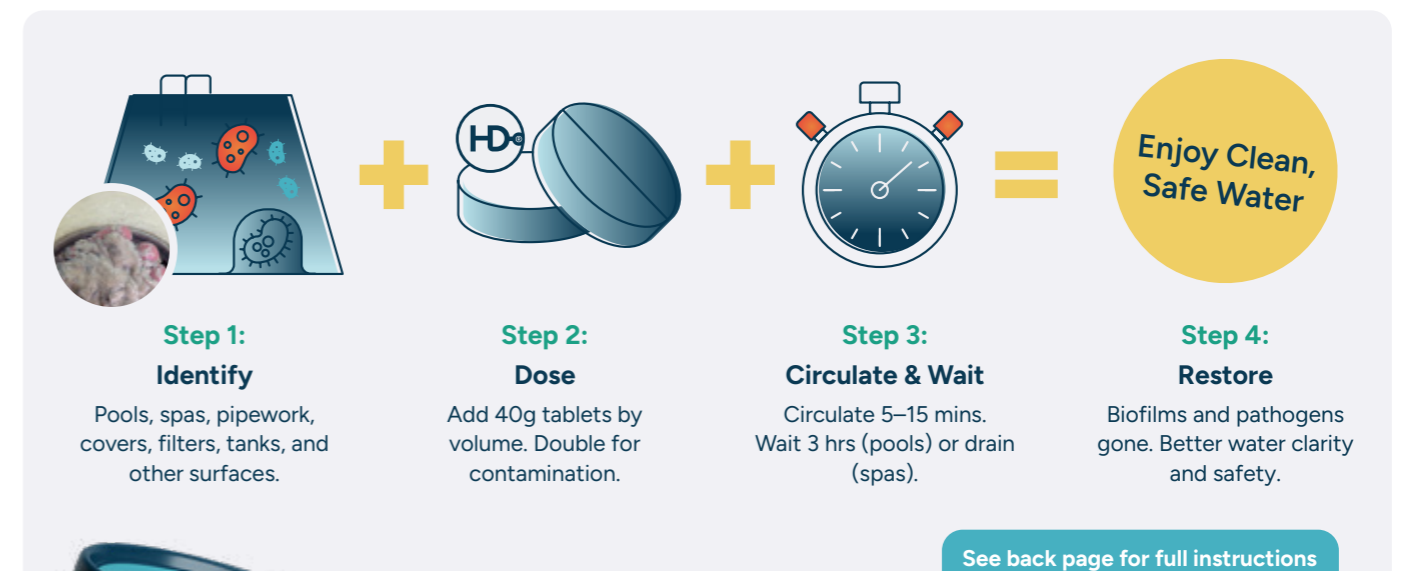 HD
Enjoy Clean,
Safe Water
Step 1:
Identify
Pools, spas, pipework,
covers, filters, tanks, and
other surfaces.
Step 2:
Dose
Add 40g tablets by
volume. Double for
contamination.
Step 3:
Circulate & Wait
Circulate 5–15 mins.
Wait 3 hrs (pools) or drain
(spas).
Step 4:
Restore
Biofilms and pathogens
gone. Better water clarity
and safety.
See back page for full instructions